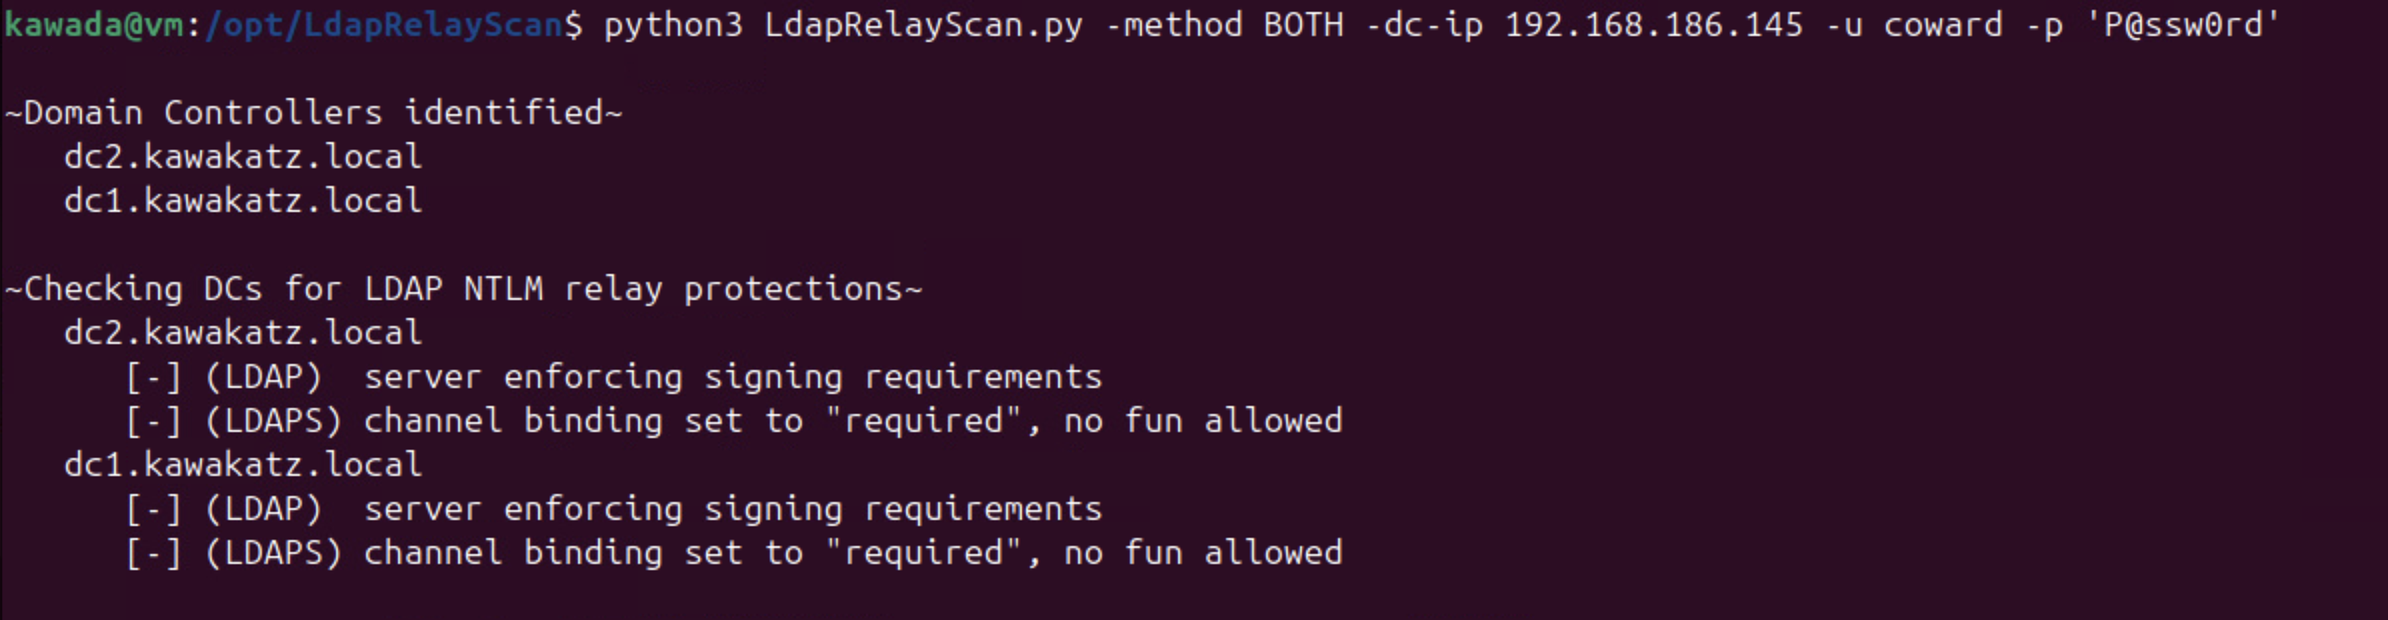 kawada@vm:/opt/LdapRelayScan$ python3 LdapRelayScan.py -method BOTH -dc-ip 192.168.186.145 -u coward -p 'P@ssw0rd'
~Domain Controllers identified~
dc2.kawakatz.local
dc1.kawakatz.local
~Checking DCs for LDAP NTLM relay protections~
dc2.kawakatz.local
[-] (LDAP)  server enforcing signing requirements
[-] (LDAPS) channel binding set to "required", no fun allowed
dc1.kawakatz.local
[-] (LDAP)  server enforcing signing requirements
[-] (LDAPS) channel binding set to "required", no fun allowed